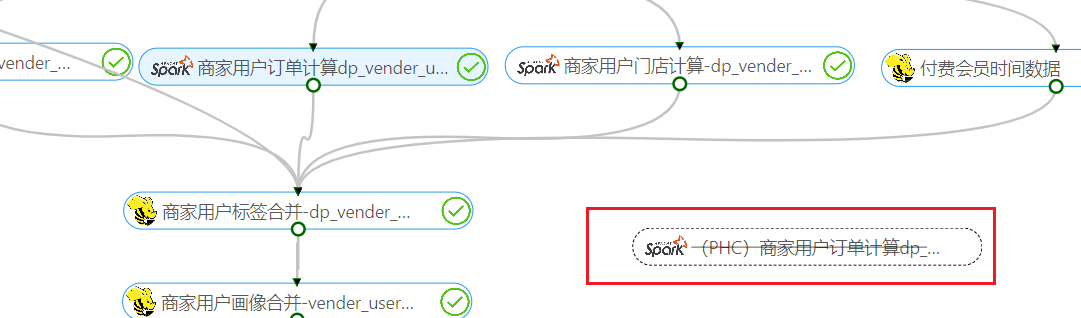 vender_...
Spark 商家用户订单计算dp_vender_u...
Spark 商家用户门店计算-dp_vender_...
付费会员时间数据
商家用户标签合并-dp_vender_...
Spark （PHC）商家用户订单计算dp_...
商家用户画像合并-vender_user...